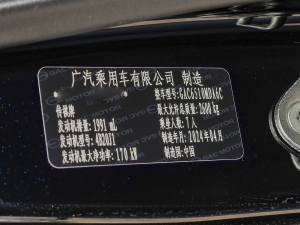 广汽乘用车有限公司 制造
整车型号:GAC6510MDA6C
传祺牌
最大允许总质量:2600 kg
发动机排量:1991 mL
乘坐人数:7人
发动机型号:4B20J1
制造年月:2024年04月
发动机最大净功率:170 kW
制造国:中国